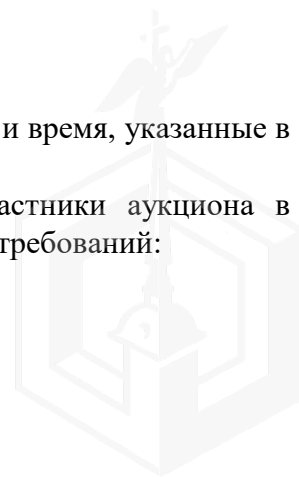 и время, указанные в
астники аукциона в
требований: